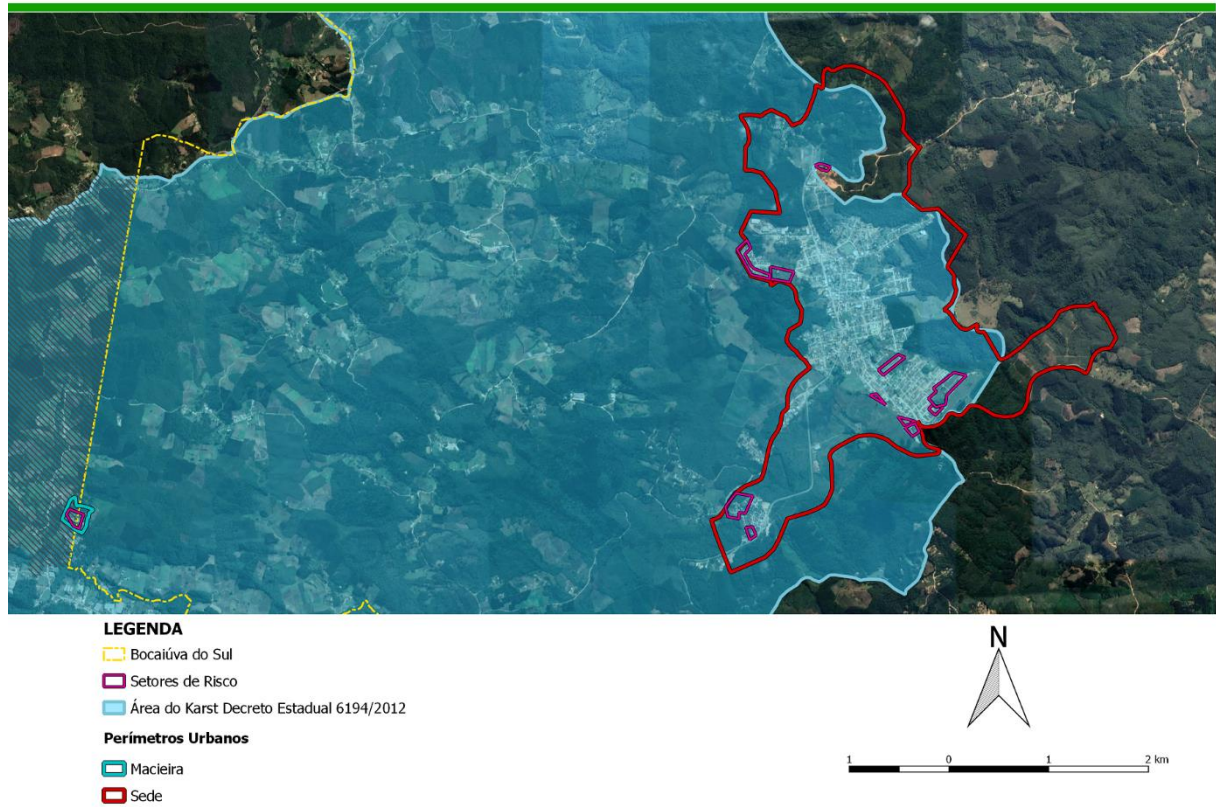 LEGENDA
Bocaiúva do Sul
Setores de Risco
Área do Karst Decreto Estadual 6194/2012
Perímetros Urbanos
Macieira
Sede
N
1 0 1 2 km